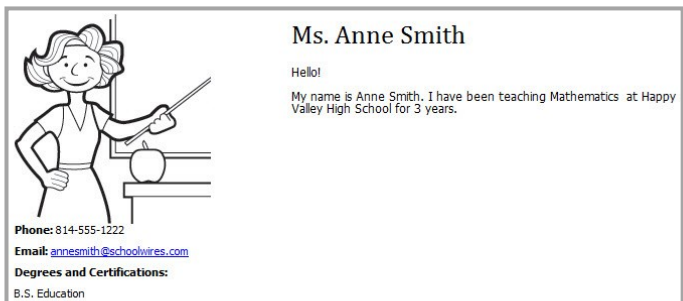 Ms. Anne Smith
Hello!
My name is Anne Smith. I have been teaching Mathematics at Happy
Valley High School for 3 years.
Phone: 814-555-1222
Email: annesmith@schoolwires.com
Degrees and Certifications:
B.S. Education